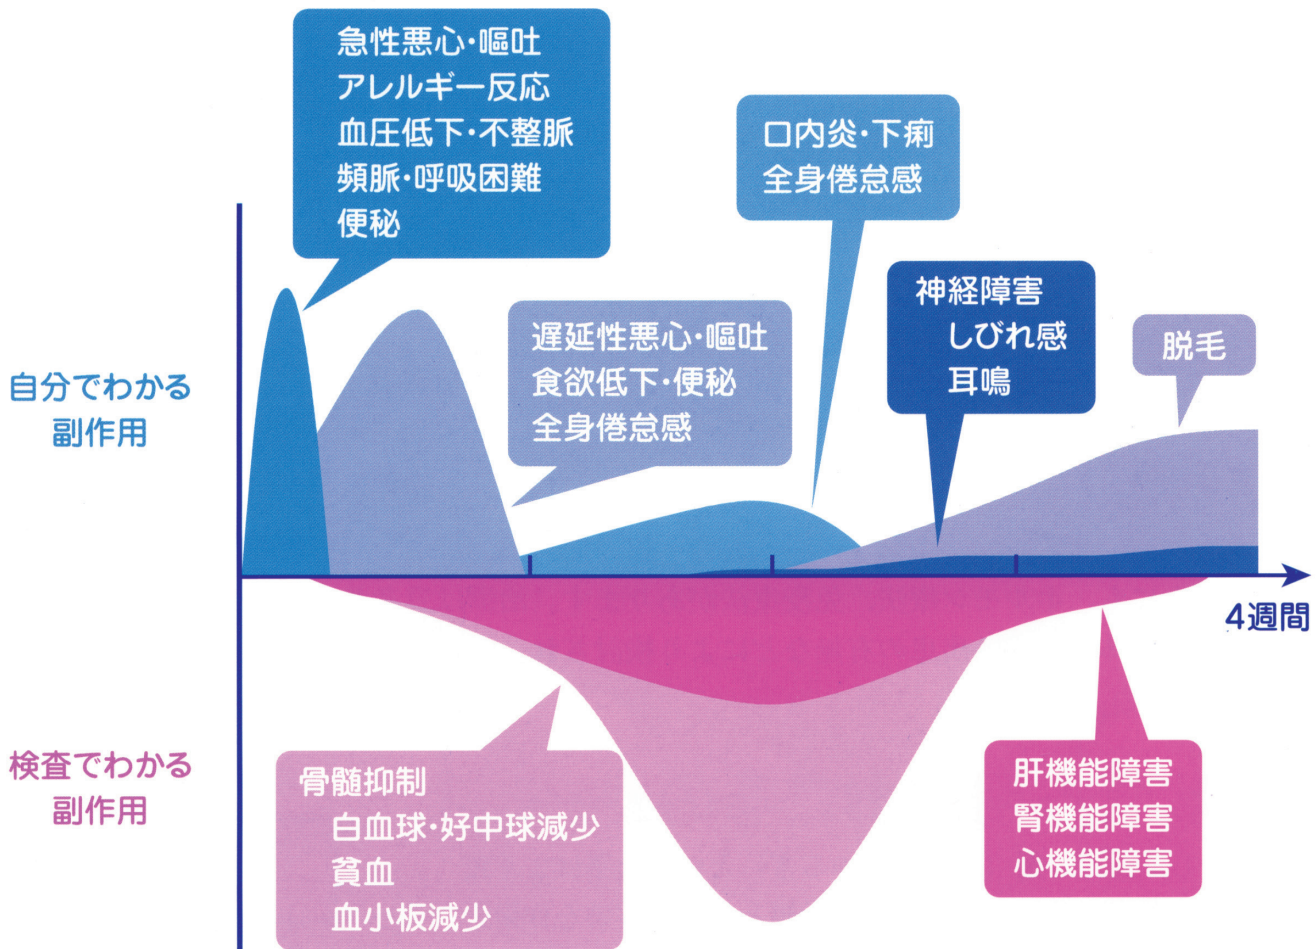 急性悪心・嘔吐
アレルギー反応
血圧低下・不整脈
頻脈・呼吸困難
便秘
口内炎・下痢
全身倦怠感
神経障害
しびれ感
耳鳴
脱毛
遅延性悪心・嘔吐
食欲低下・便秘
全身倦怠感
自分でわかる
副作用
4週間
検査でわかる
副作用
骨髄抑制
白血球・好中球減少
貧血
血小板減少
肝機能障害
腎機能障害
心機能障害